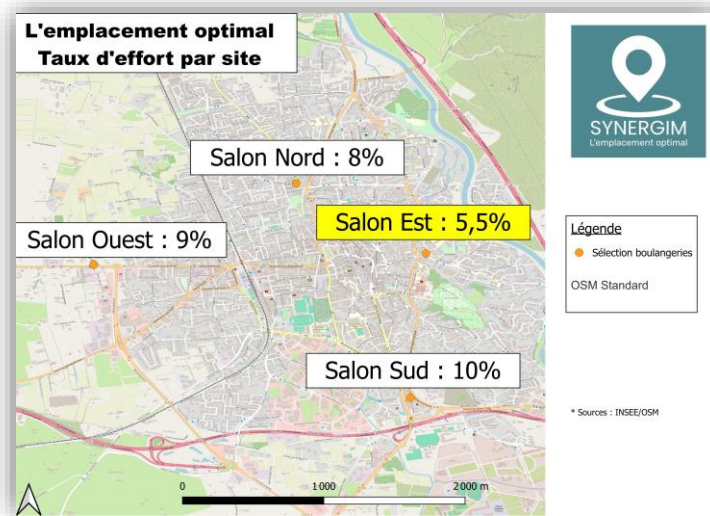 L'emplacement optimal
Taux d'effort par site
SYNERGIM
L'emplacement optimal
Salon Nord : 8%
Salon Est : 5,5%
Salon Ouest : 9%
Salon Sud : 10%
Légende
Sélection boulangeries
OSM Standard
* Sources : INSEE/OSM
0 1 000 2 000 m